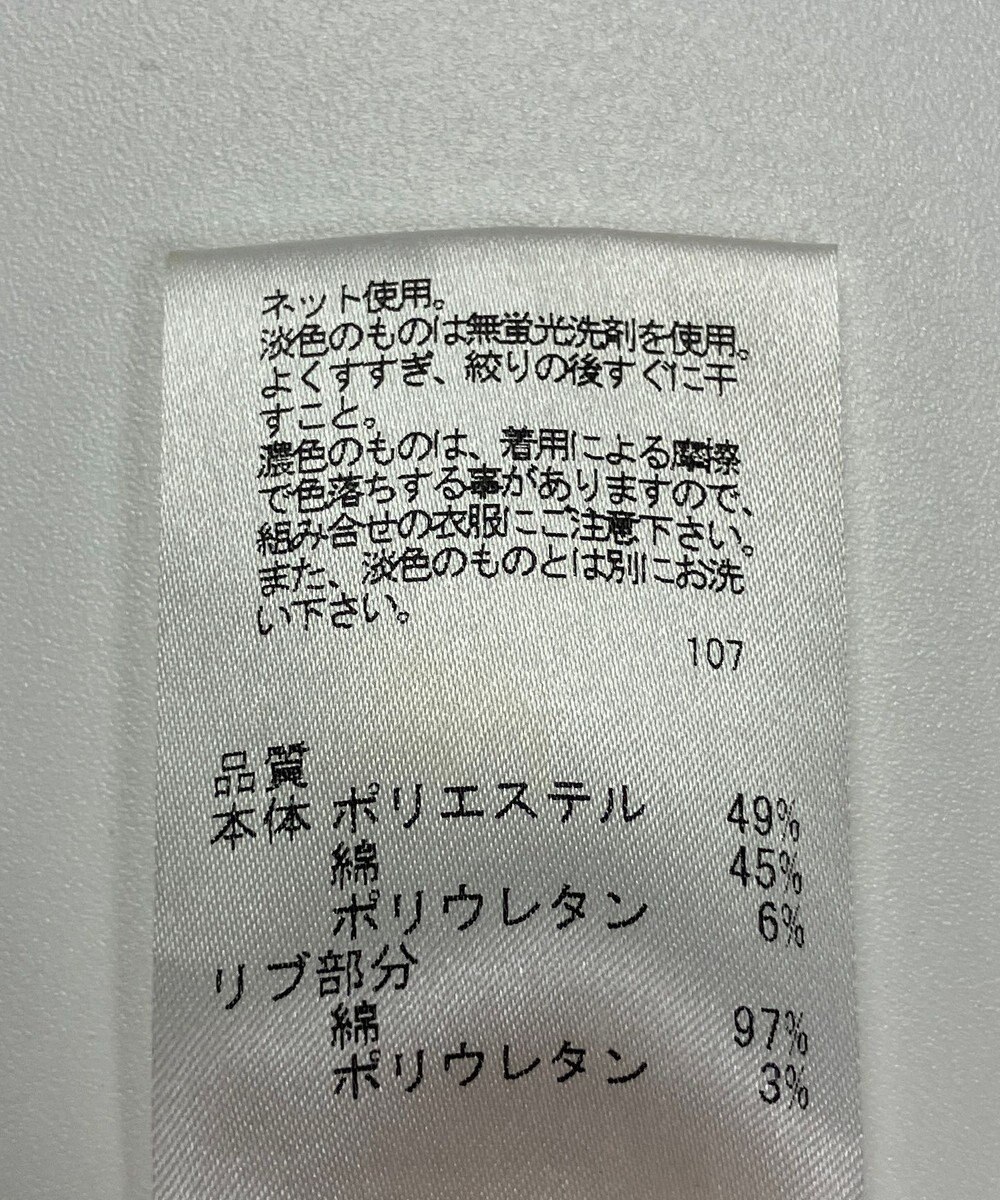 ネット使用。
淡色のものは無蛍光洗剤を使用。
よくすすぎ、絞りの後すぐに干
すこと。
濃色のものは、着用による摩擦
で色落ちする事がありますので、
組み合せの衣服にご注意下さい。
また、淡色のものとは別にお洗
い下さい。
107
品質
本体 ポリエステル 49%
綿 45%
ポリウレタン 6%
リブ部分
綿 97%
ポリウレタン 3%